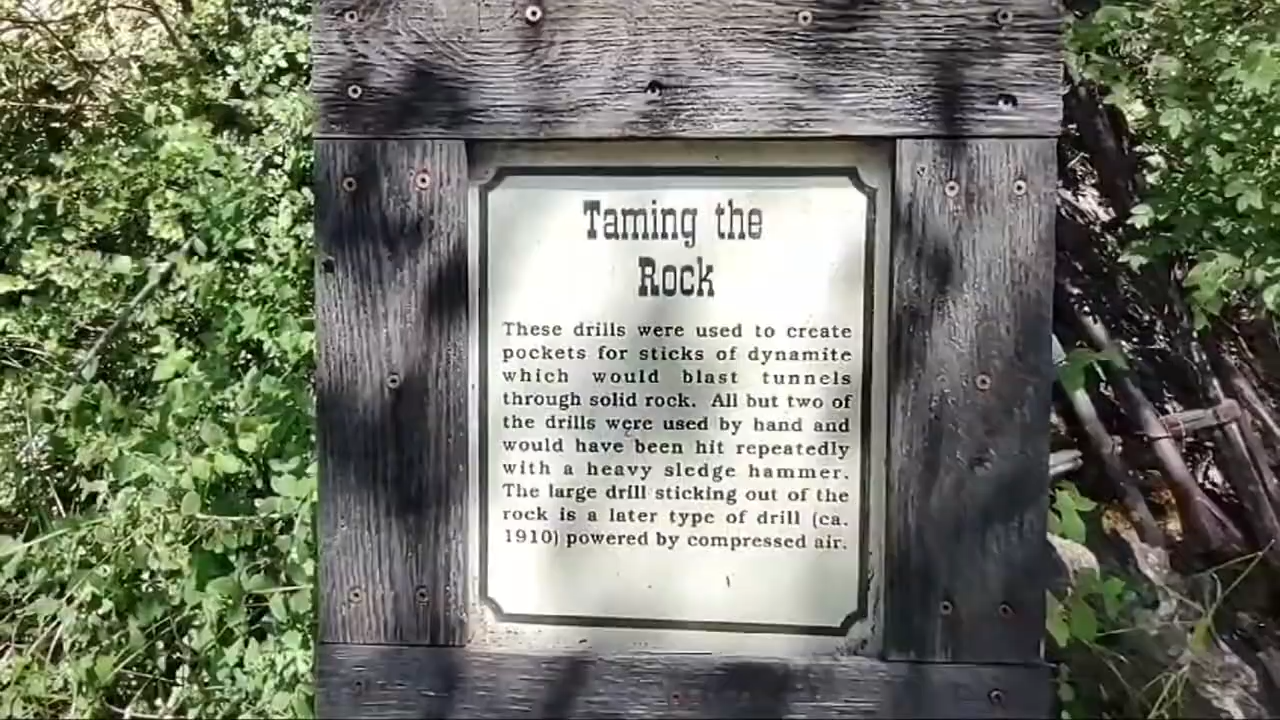 Taming the
Rock
These drills were used to create
pockets for sticks of dynamite
which would blast tunnels
through solid rock. All but two of
the drills were used by hand and
would have been hit repeatedly
with a heavy sledge hammer.
The large drill sticking out of the
rock is a later type of drill (ca.
1910) powered by compressed air.